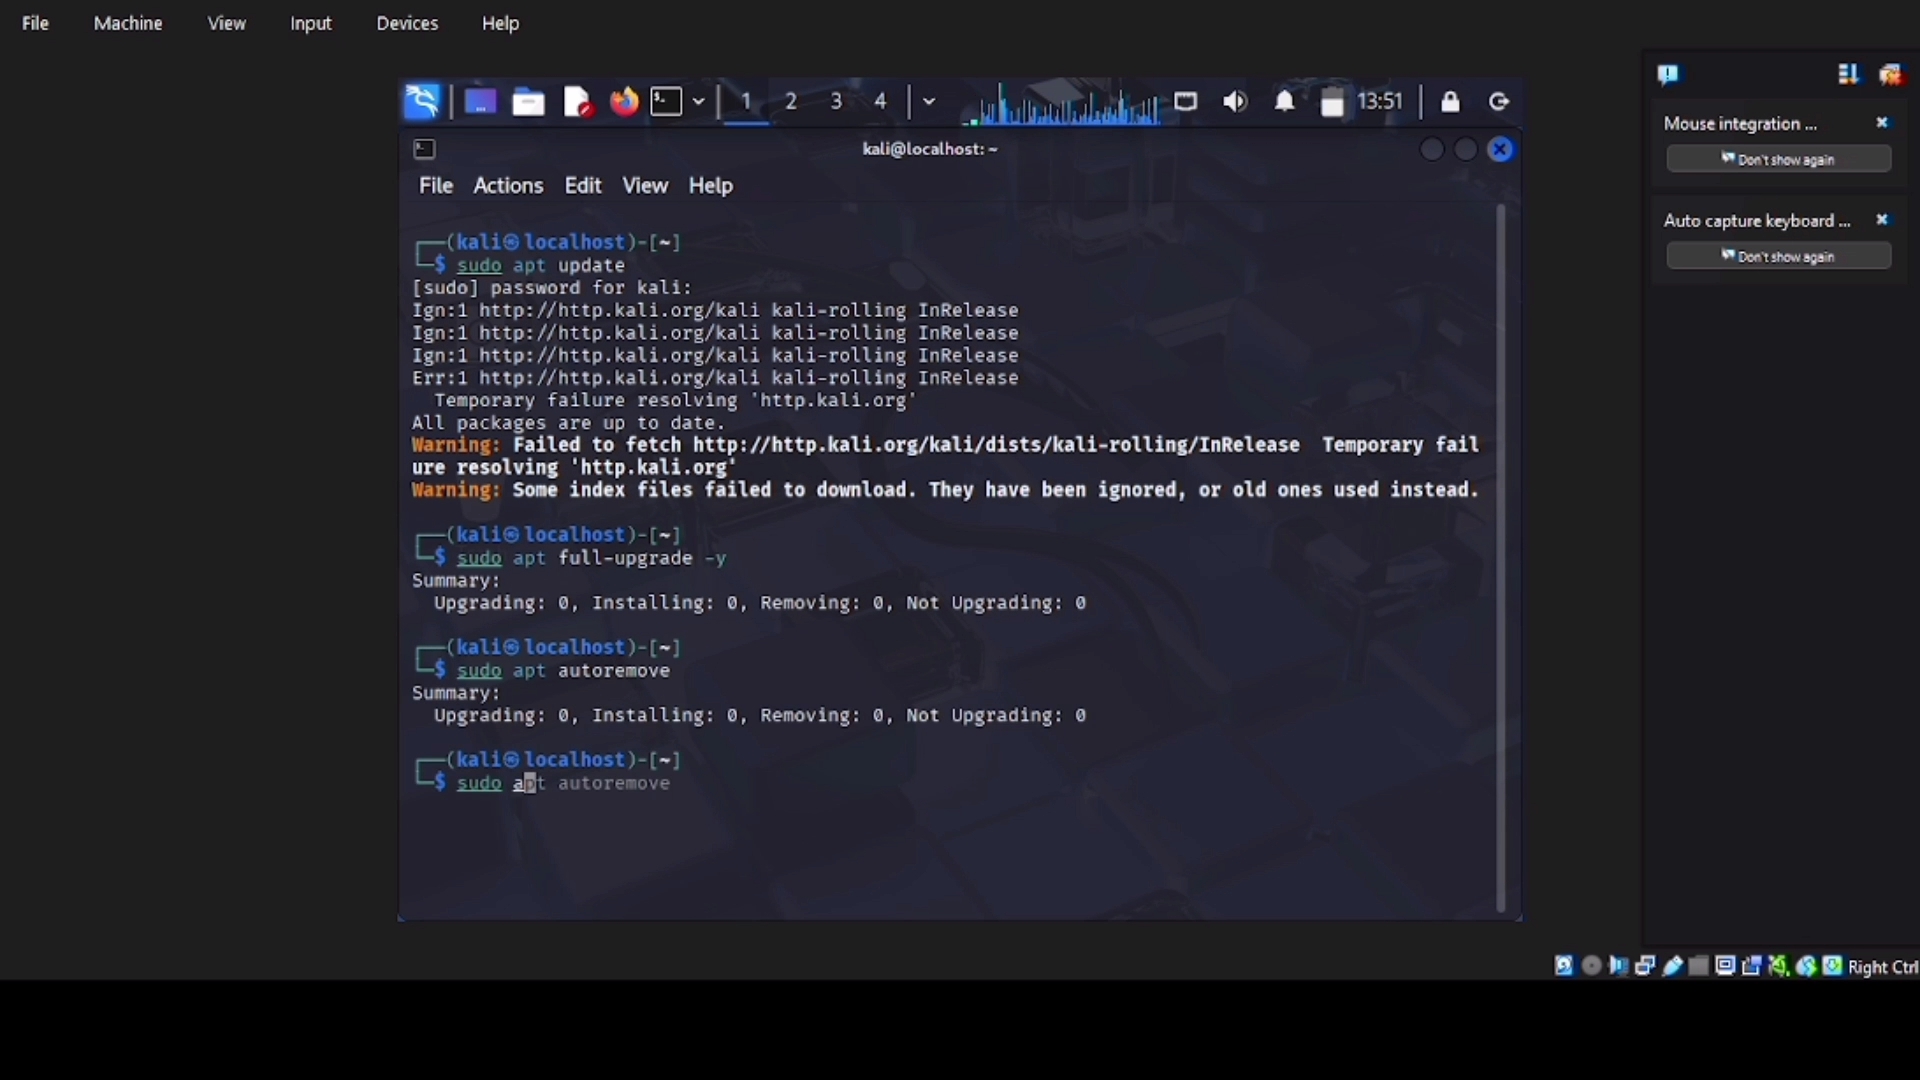 File Machine View Input Devices Help
1 2 3 4 13:51
kali@localhost: ~
File Actions Edit View Help
┌──(kali㉿localhost)-[~]
└─$ sudo apt update
[sudo] password for kali:
Ign:1 http://http.kali.org/kali kali-rolling InRelease
Ign:1 http://http.kali.org/kali kali-rolling InRelease
Ign:1 http://http.kali.org/kali kali-rolling InRelease
Err:1 http://http.kali.org/kali kali-rolling InRelease
  Temporary failure resolving 'http.kali.org'
All packages are up to date.
Warning: Failed to fetch http://http.kali.org/kali/dists/kali-rolling/InRelease  Temporary fail
ure resolving 'http.kali.org'
Warning: Some index files failed to download. They have been ignored, or old ones used instead.
┌──(kali㉿localhost)-[~]
└─$ sudo apt full-upgrade -y
Summary:
  Upgrading: 0, Installing: 0, Removing: 0, Not Upgrading: 0
┌──(kali㉿localhost)-[~]
└─$ sudo apt autoremove
Summary:
  Upgrading: 0, Installing: 0, Removing: 0, Not Upgrading: 0
┌──(kali㉿localhost)-[~]
└─$ sudo apt autoremove
Mouse integration ...
Don't show again
Auto capture keyboard ...
Don't show again
Right Ctrl